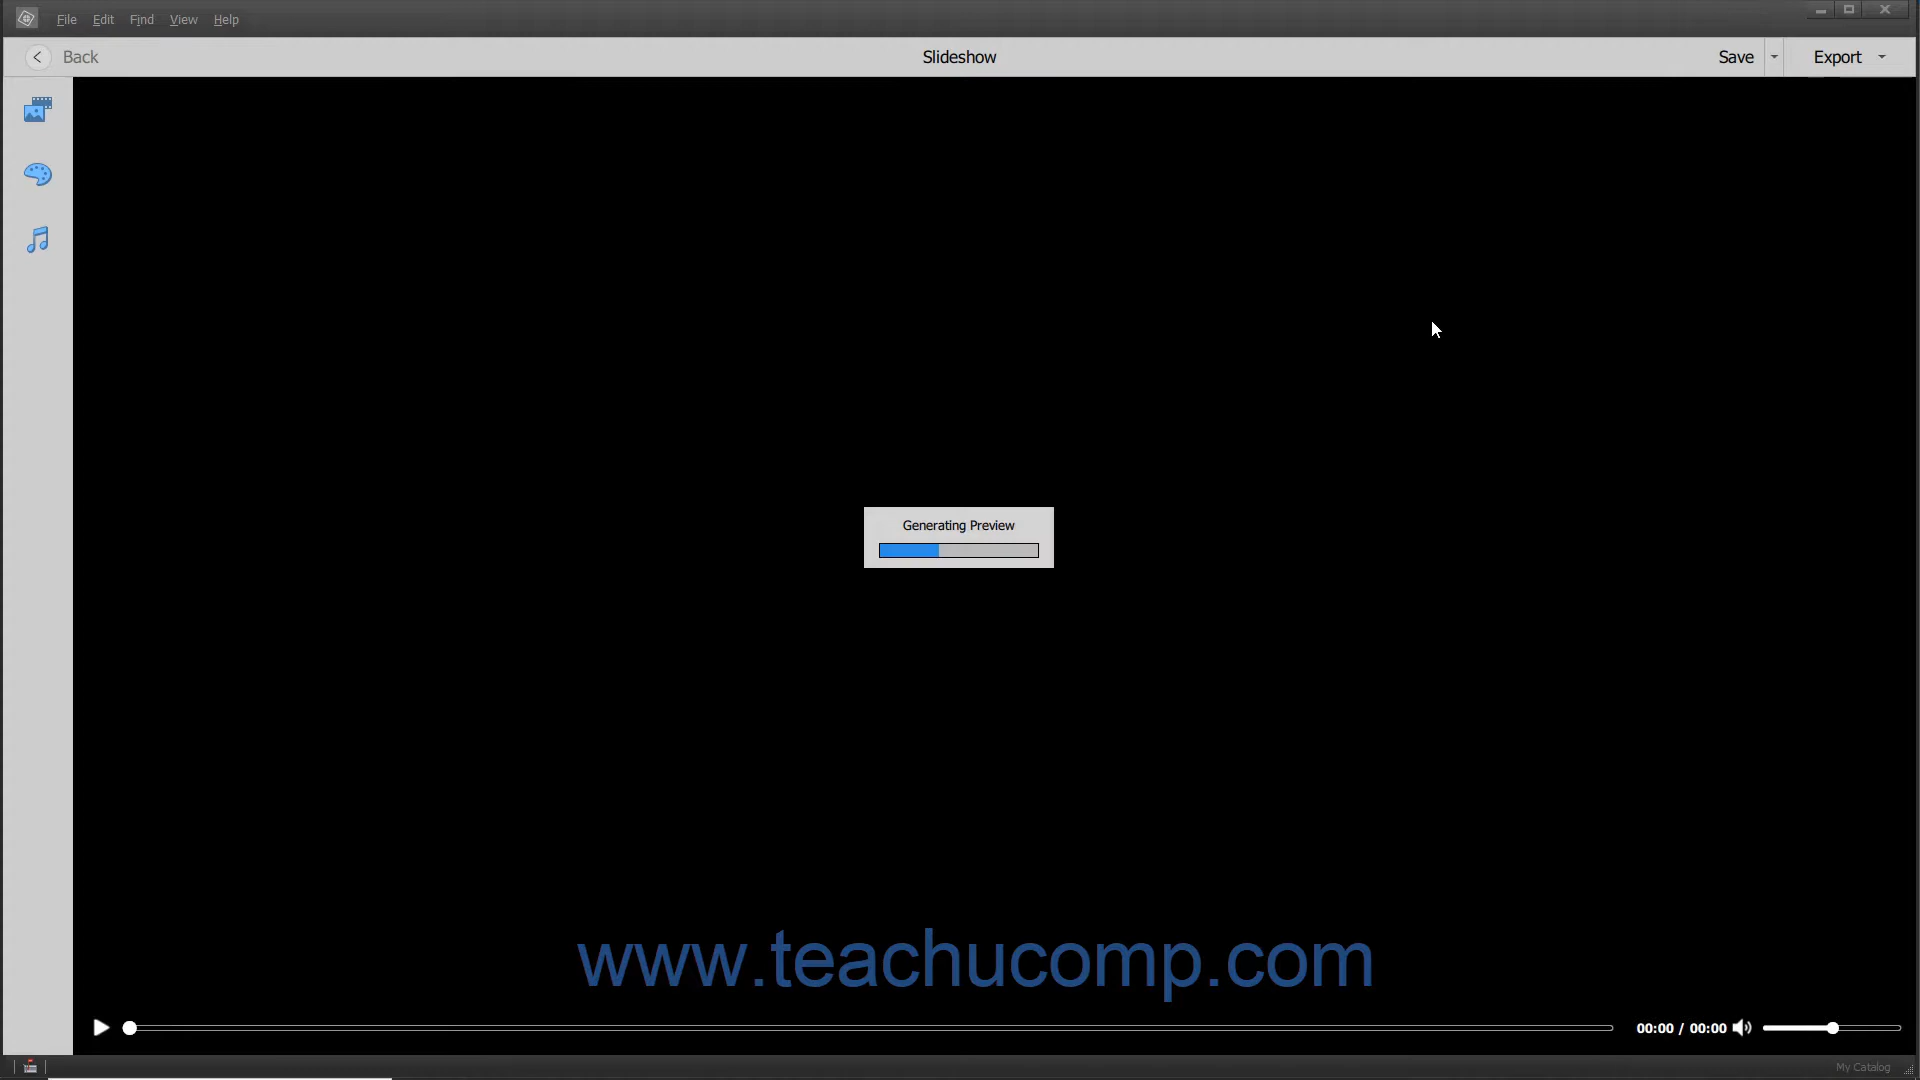 File Edit Find View Help
Back Slideshow Save Export
Generating Preview
www.teachucomp.com
00:00 / 00:00
My Catalog